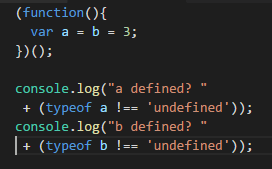 (function(){
  var a = b = 3;
})();

console.log("a defined? "
 + (typeof a !== 'undefined'));
console.log("b defined? "
 + (typeof b !== 'undefined'));